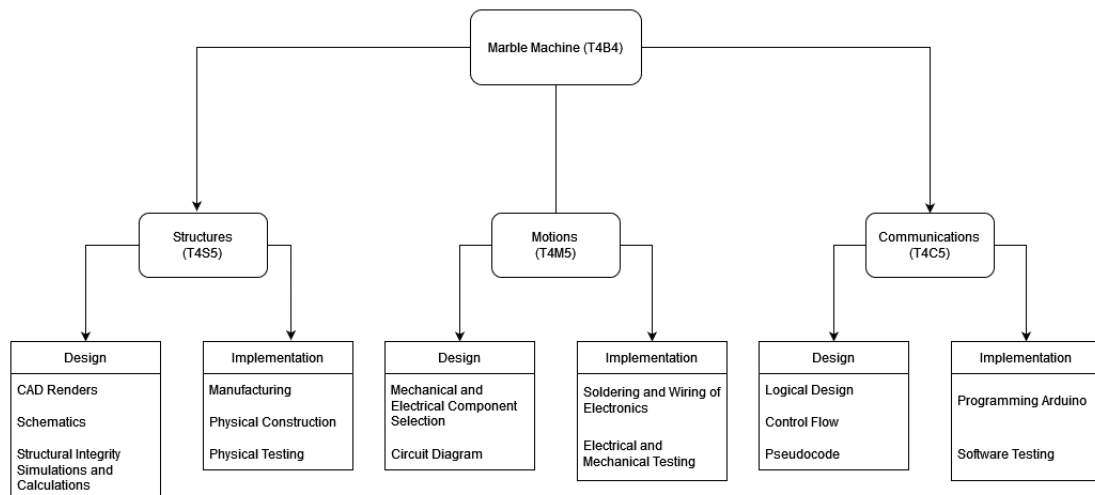 Marble Machine (T4B4)
Structures
(T4S5)
Motions
(T4M5)
Communications
(T4C5)
Design
CAD Renders
Schematics
Structural Integrity
Simulations and
Calculations
Implementation
Manufacturing
Physical Construction
Physical Testing
Design
Mechanical and
Electrical Component
Selection
Circuit Diagram
Implementation
Soldering and Wiring of
Electronics
Electrical and
Mechanical Testing
Design
Logical Design
Control Flow
Pseudocode
Implementation
Programming Arduino
Software Testing